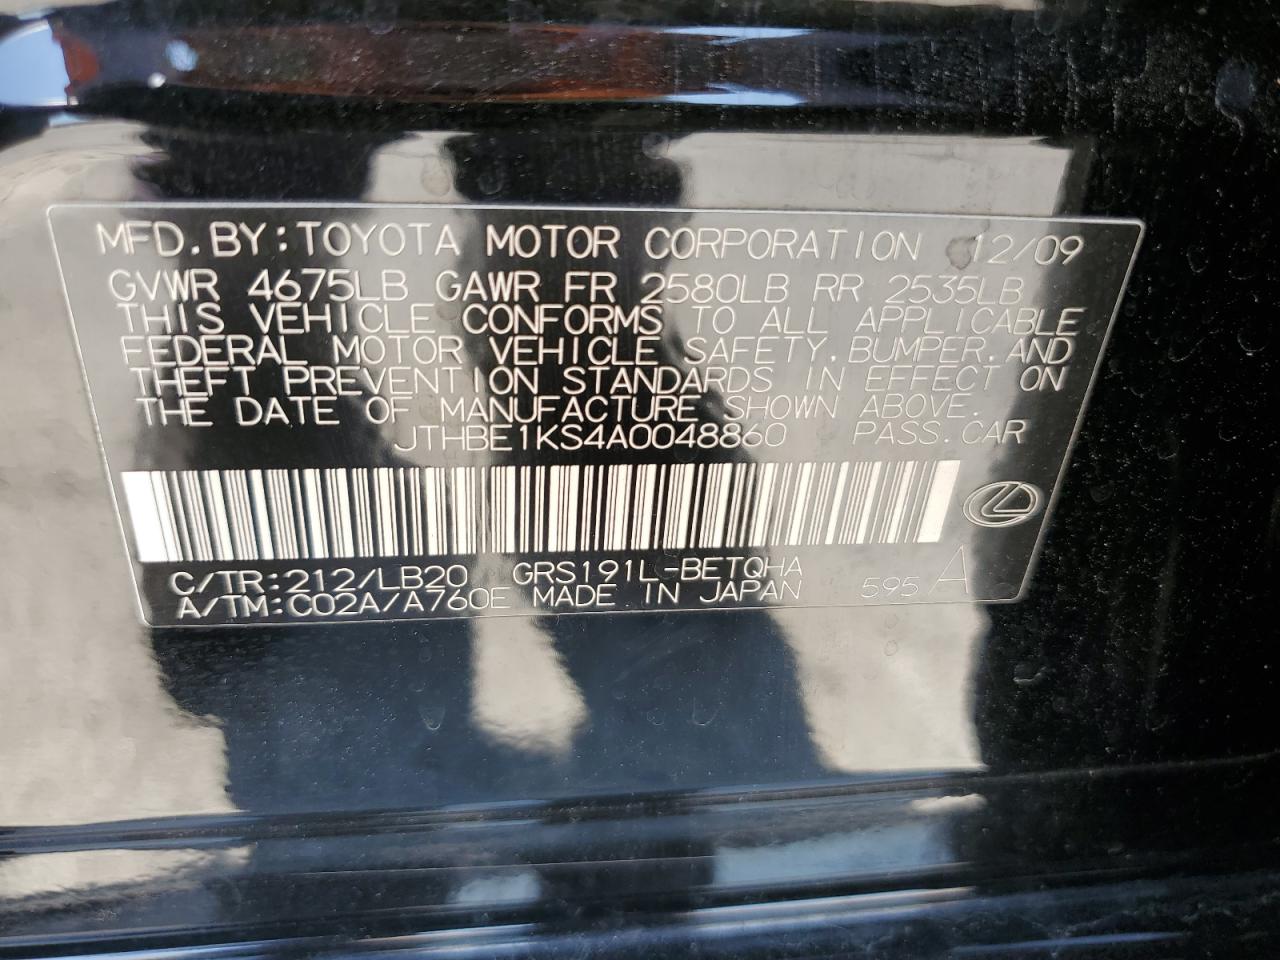 MFD.BY:TOYOTA MOTOR CORPORATION 12/09
GVWR 4675LB GAWR FR 2580LB RR 2535LB
THIS VEHICLE CONFORMS TO ALL APPLICABLE
FEDERAL MOTOR VEHICLE SAFETY,BUMPER,AND
THEFT PREVENTION STANDARDS IN EFFECT ON
THE DATE OF MANUFACTURE SHOWN ABOVE.
JTHBE1KS4A0048860 PASS.CAR
C/TR:212/LB20 GRS191L-BETQHA
A/TM:C02A/A760E MADE IN JAPAN 595 A